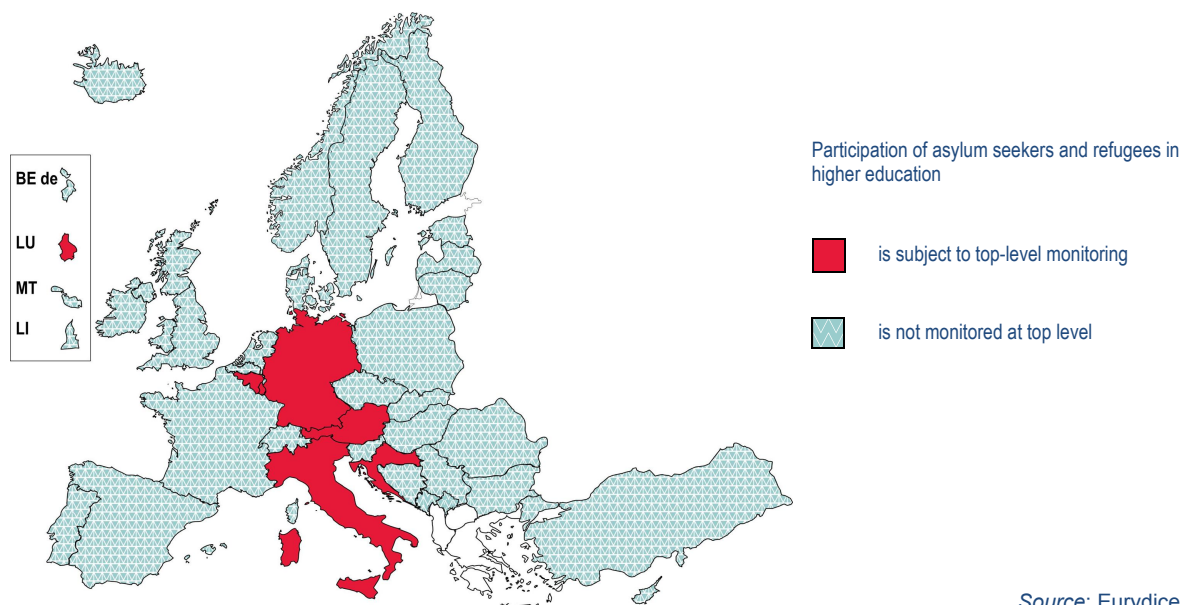 BE de
LU
MT
LI
Participation of asylum seekers and refugees in
higher education
is subject to top-level monitoring
is not monitored at top level
Source: Eurydice